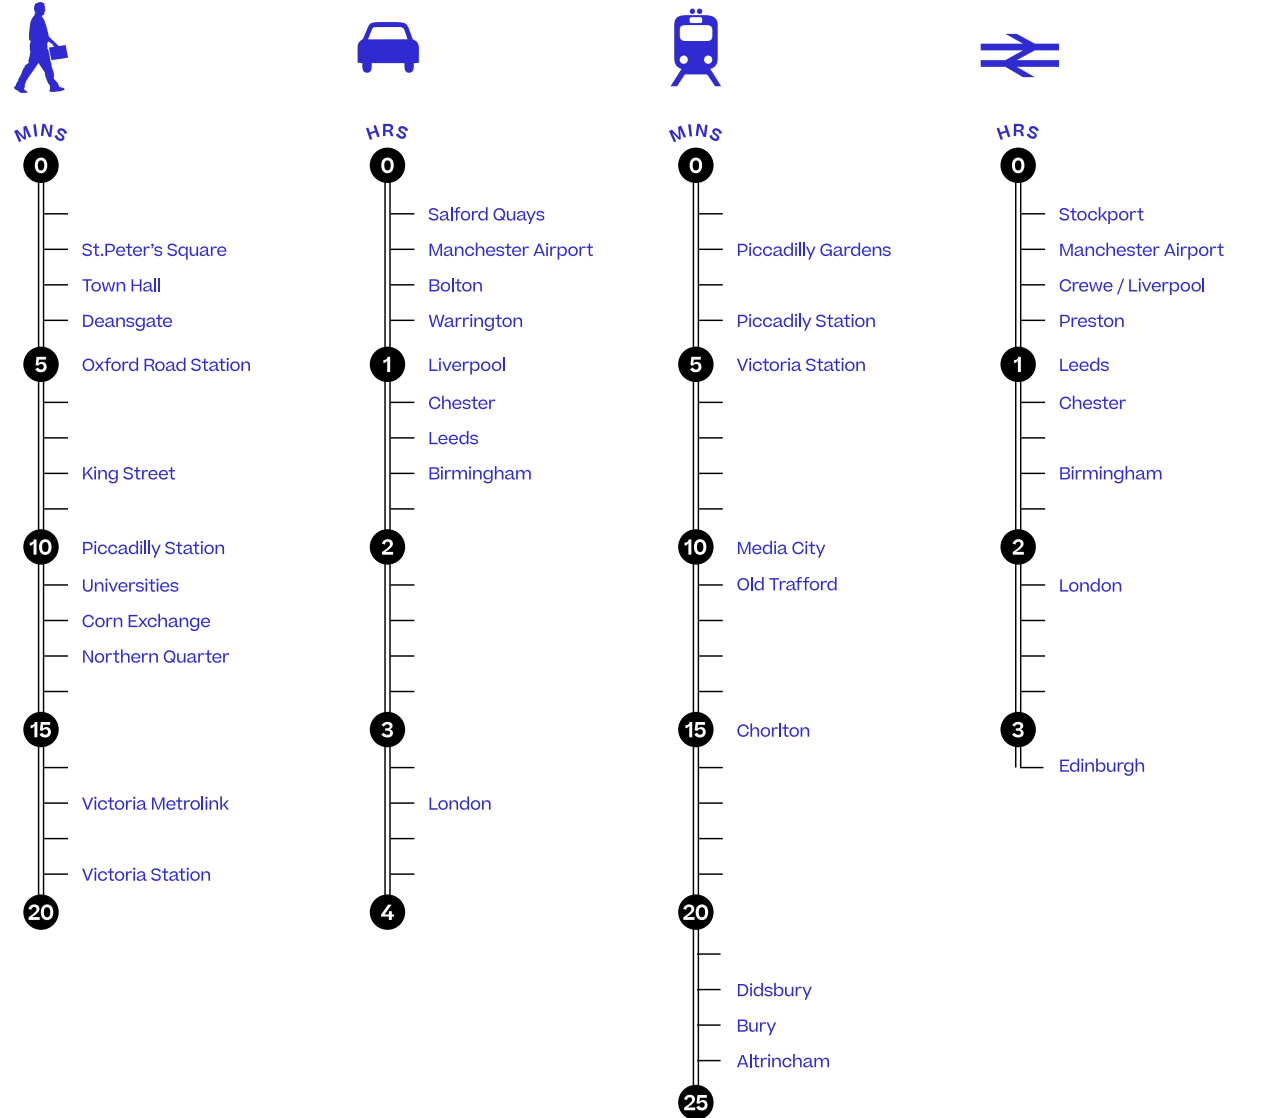 MINS
0
St.Peter's Square
Town Hall
Deansgate
5
Oxford Road Station
King Street
10
Piccadilly Station
Universities
Corn Exchange
Northern Quarter
15
Victoria Metrolink
Victoria Station
20
HRS
0
Salford Quays
Manchester Airport
Bolton
Warrington
1
Liverpool
Chester
Leeds
Birmingham
2
3
London
4
MINS
0
Piccadilly Gardens
Piccadily Station
5
Victoria Station
10
Media City
Old Trafford
15
Chorlton
20
Didsbury
Bury
Altrincham
25
HRS
0
Stockport
Manchester Airport
Crewe / Liverpool
Preston
1
Leeds
Chester
Birmingham
2
London
3
Edinburgh